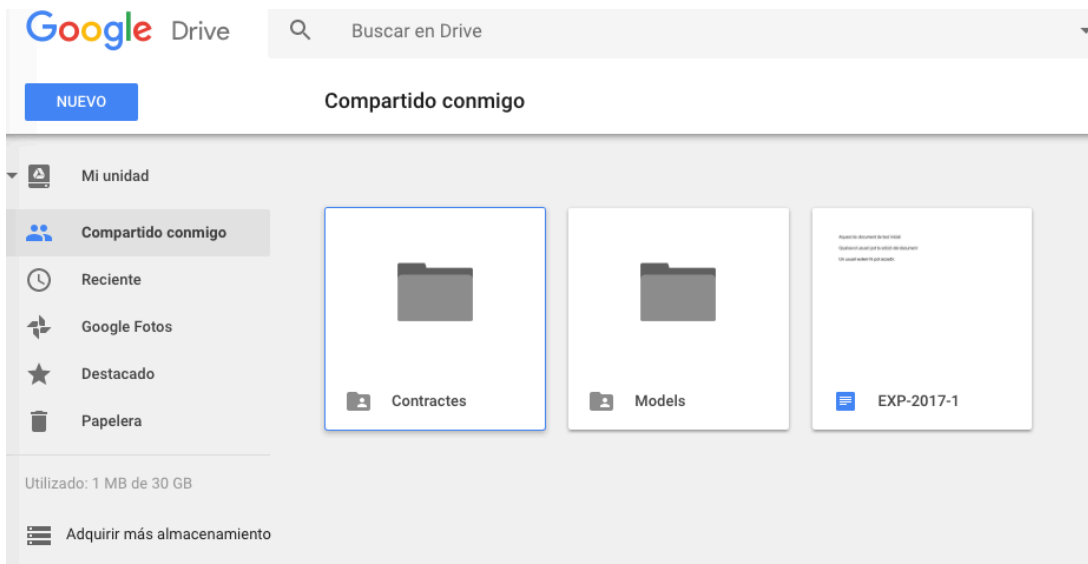 Google Drive
Buscar en Drive
NUEVO
Compartido conmigo
Mi unidad
Compartido conmigo
Reciente
Google Fotos
Destacado
Papelera
Utilizado: 1 MB de 30 GB
Adquirir más almacenamiento
Contractes
Models
EXP-2017-1